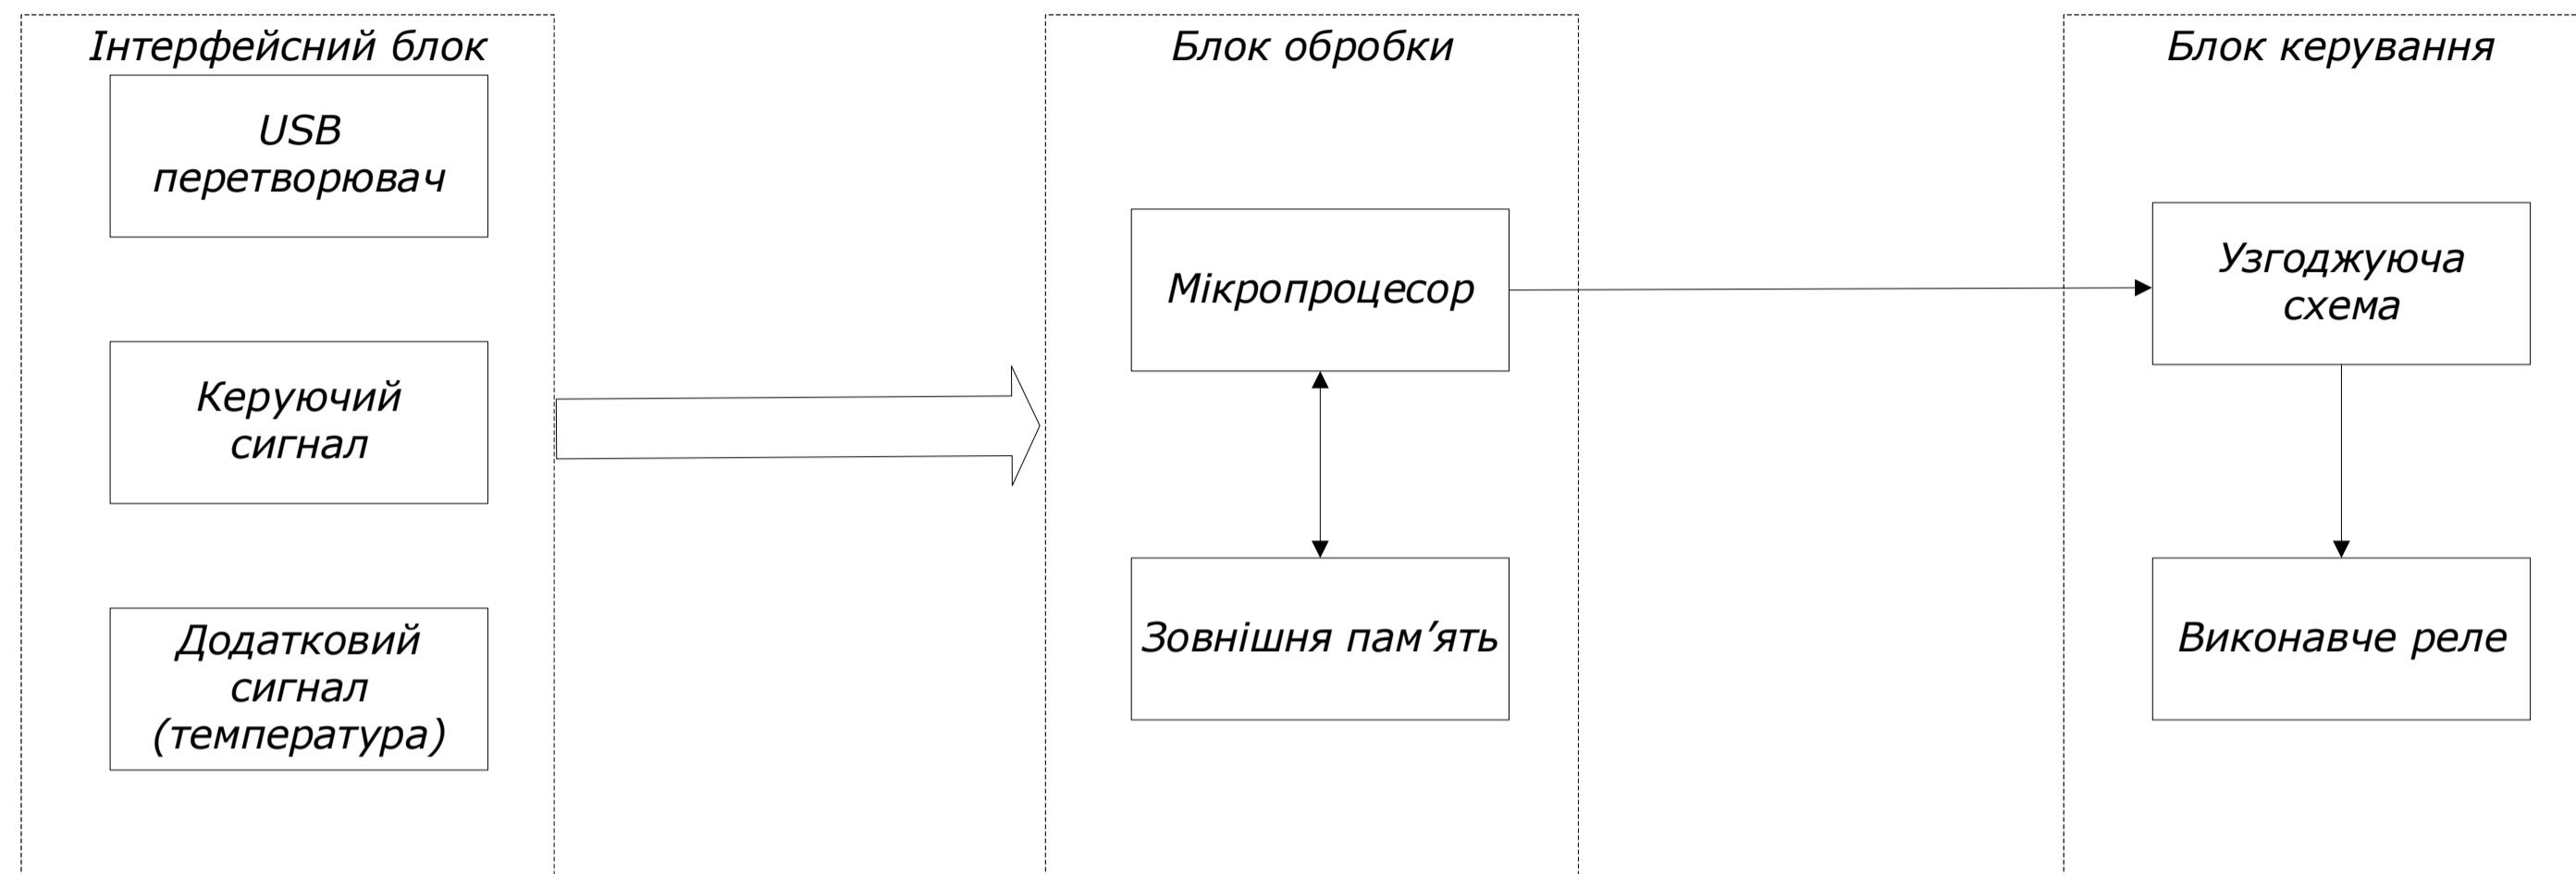 Інтерфейсний блок
USB
перетворювач
Керуючий
сигнал
Додатковий
сигнал
(температура)
Блок обробки
Мікропроцесор
Зовнішня пам’ять
Блок керування
Узгоджуюча
схема
Виконавче реле